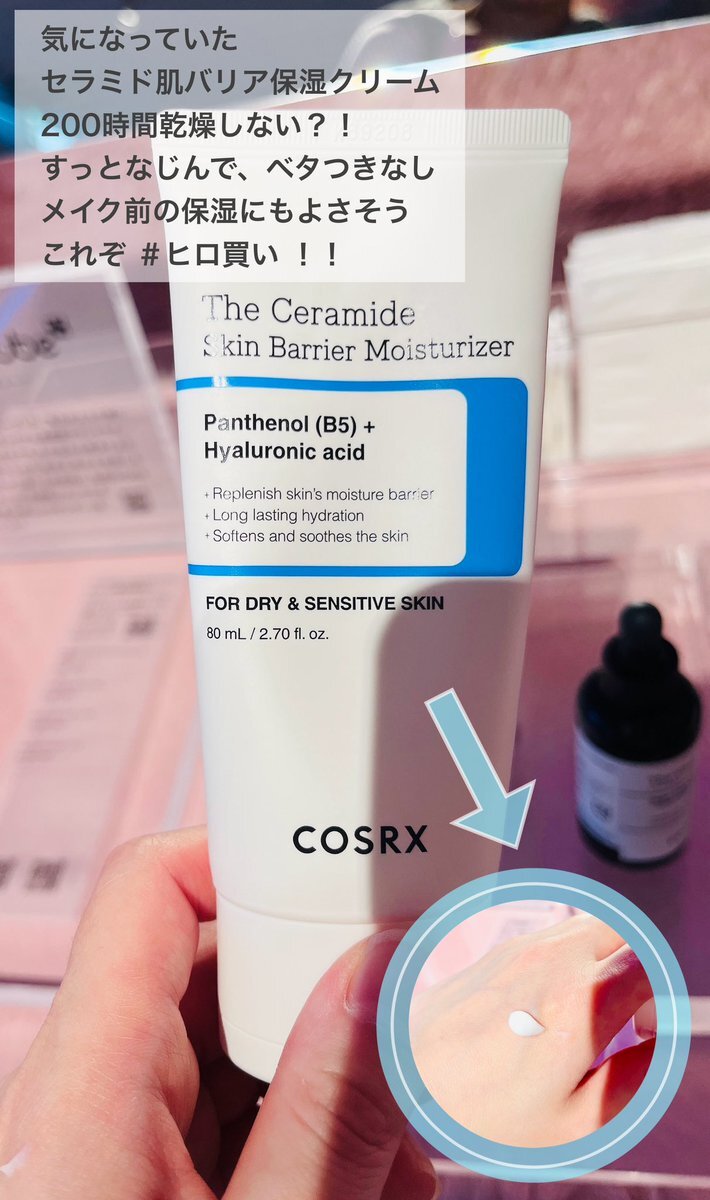 気になっていた
セラミド肌バリア保湿クリーム
200時間乾燥しない？！
すっとなじんで、ベタつきなし
メイク前の保湿にもよさそう
これぞ ＃ヒロ買い ！！
The Ceramide
Skin Barrier Moisturizer
Panthenol (B5) +
Hyaluronic acid
+ Replenish skin's moisture barrier
+ Long lasting hydration
+ Softens and soothes the skin
FOR DRY & SENSITIVE SKIN
80 mL / 2.70 fl. oz.
COSRX